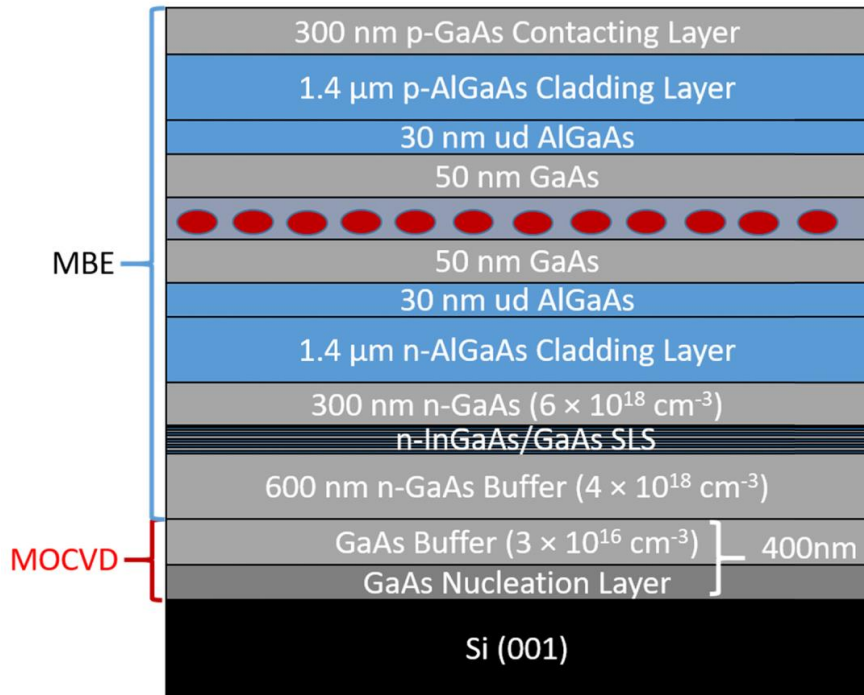 300 nm p-GaAs Contacting Layer
1.4 µm p-AlGaAs Cladding Layer
30 nm ud AlGaAs
50 nm GaAs
MBE
50 nm GaAs
30 nm ud AlGaAs
1.4 µm n-AlGaAs Cladding Layer
300 nm n-GaAs (6 × 10¹⁸ cm⁻³)
n-InGaAs/GaAs SLS
600 nm n-GaAs Buffer (4 × 10¹⁸ cm⁻³)
MOCVD
GaAs Buffer (3 × 10¹⁶ cm⁻³)
400nm
GaAs Nucleation Layer
Si (001)